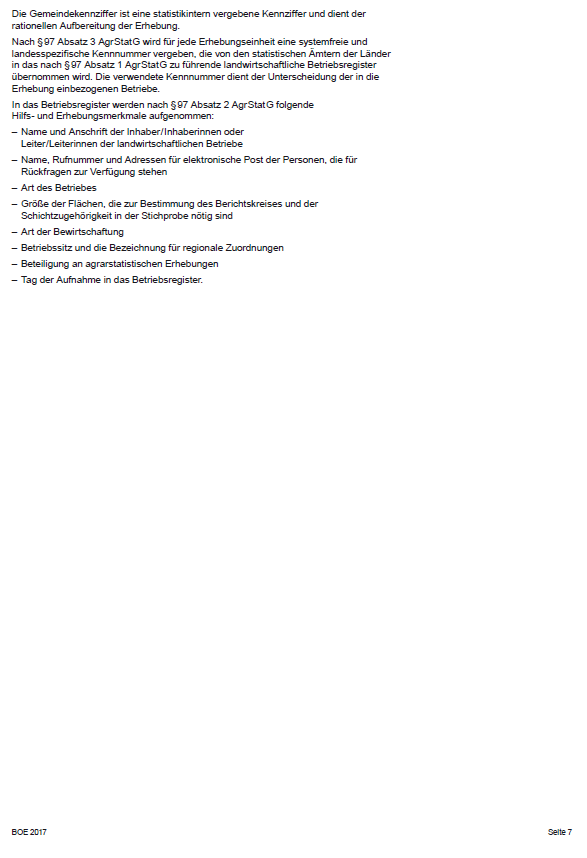 Die Gemeindekennziffer ist eine statistikintern vergebene Kennziffer und dient der
rationellen Aufbereitung der Erhebung.
Nach § 97 Absatz 3 AgrStatG wird für jede Erhebungseinheit eine systemfreie und
landesspezifische Kennnummer vergeben, die von den statistischen Ämtern der Länder
in das nach § 97 Absatz 1 AgrStatG zu führende landwirtschaftliche Betriebsregister
übernommen wird. Die verwendete Kennnummer dient der Unterscheidung der in die
Erhebung einbezogenen Betriebe.
In das Betriebsregister werden nach § 97 Absatz 2 AgrStatG folgende
Hilfs- und Erhebungsmerkmale aufgenommen:
– Name und Anschrift der Inhaber/Inhaberinnen oder
Leiter/Leiterinnen der landwirtschaftlichen Betriebe
– Name, Rufnummer und Adressen für elektronische Post der Personen, die für
Rückfragen zur Verfügung stehen
– Art des Betriebes
– Größe der Flächen, die zur Bestimmung des Berichtskreises und der
Schichtzugehörigkeit in der Stichprobe nötig sind
– Art der Bewirtschaftung
– Betriebssitz und die Bezeichnung für regionale Zuordnungen
– Beteiligung an agrarstatistischen Erhebungen
– Tag der Aufnahme in das Betriebsregister.
BOE 2017
Seite 7